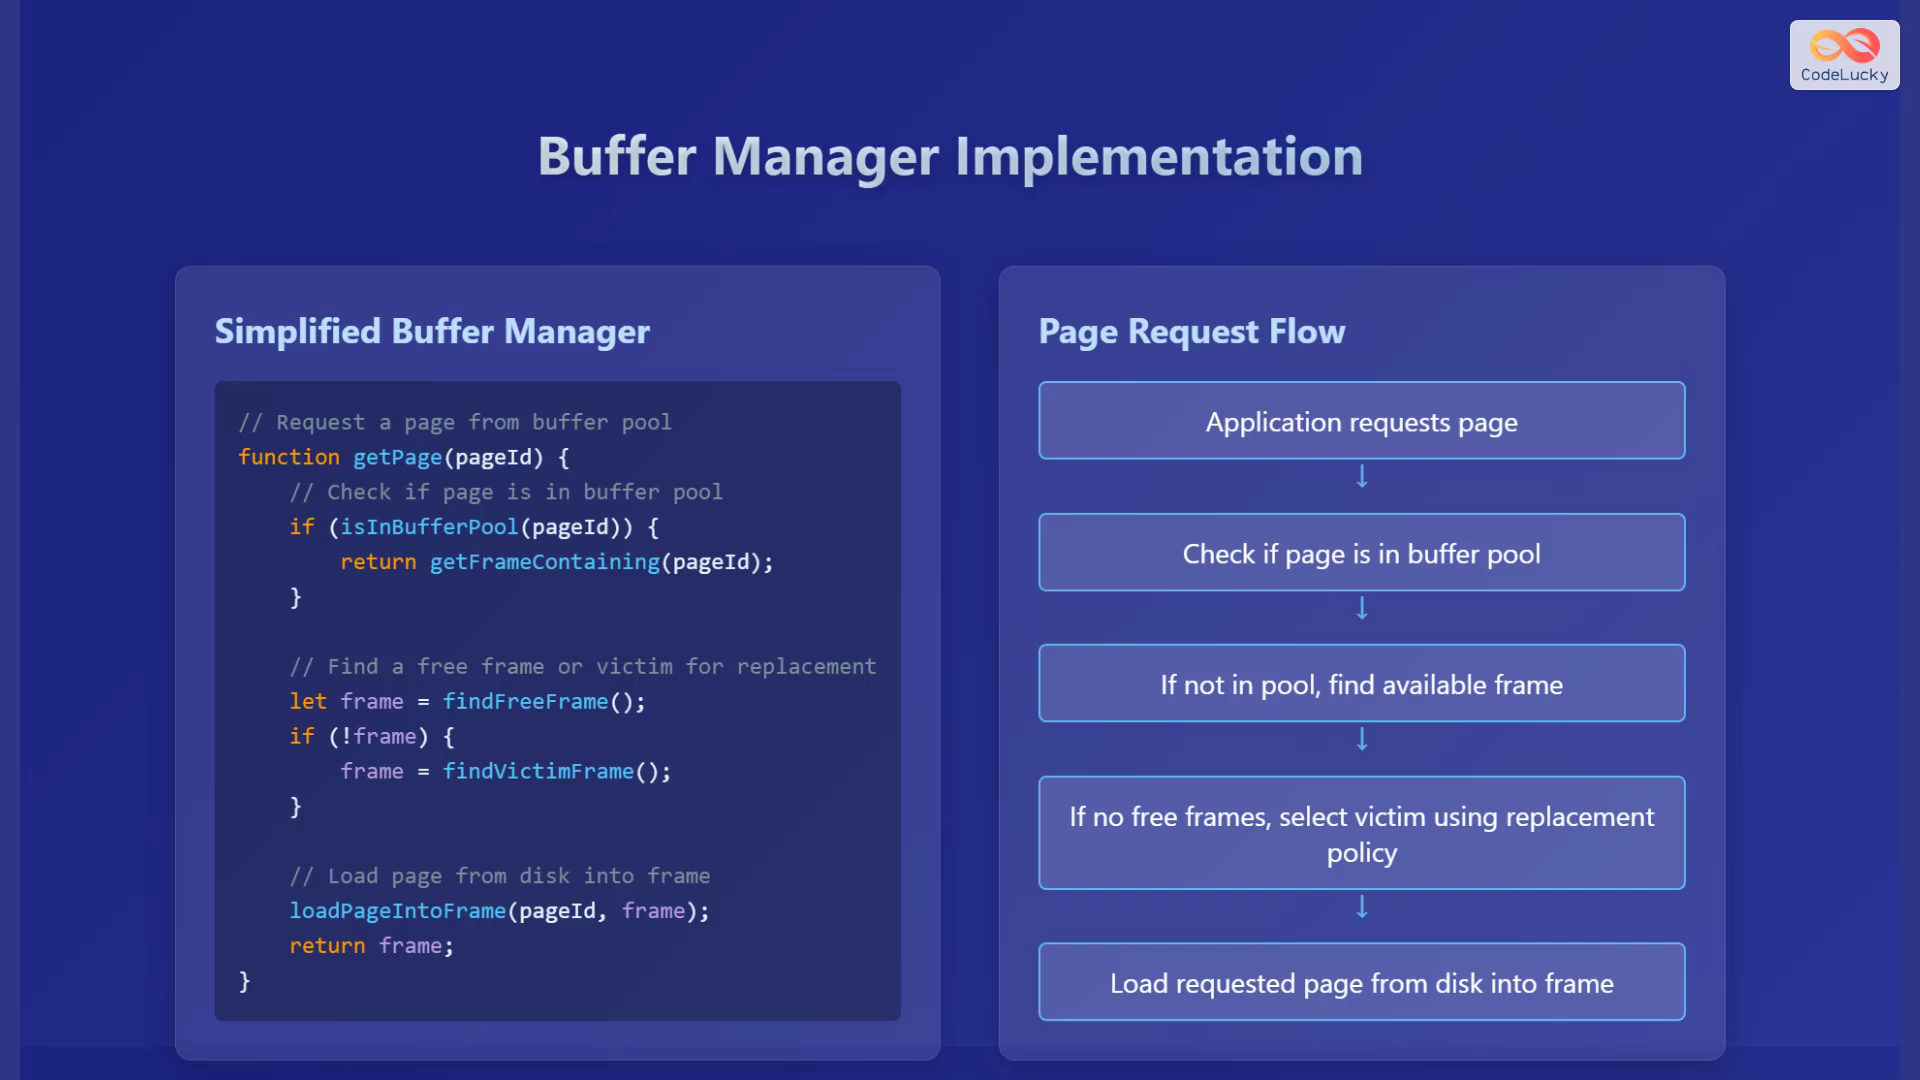 CodeLucky
Buffer Manager Implementation
Simplified Buffer Manager
// Request a page from buffer pool
function getPage(pageId) {
    // Check if page is in buffer pool
    if (isInBufferPool(pageId)) {
        return getFrameContaining(pageId);
    }

    // Find a free frame or victim for replacement
    let frame = findFreeFrame();
    if (!frame) {
        frame = findVictimFrame();
    }

    // Load page from disk into frame
    loadPageIntoFrame(pageId, frame);
    return frame;
}
Page Request Flow
Application requests page
↓
Check if page is in buffer pool
↓
If not in pool, find available frame
↓
If no free frames, select victim using replacement
policy
↓
Load requested page from disk into frame